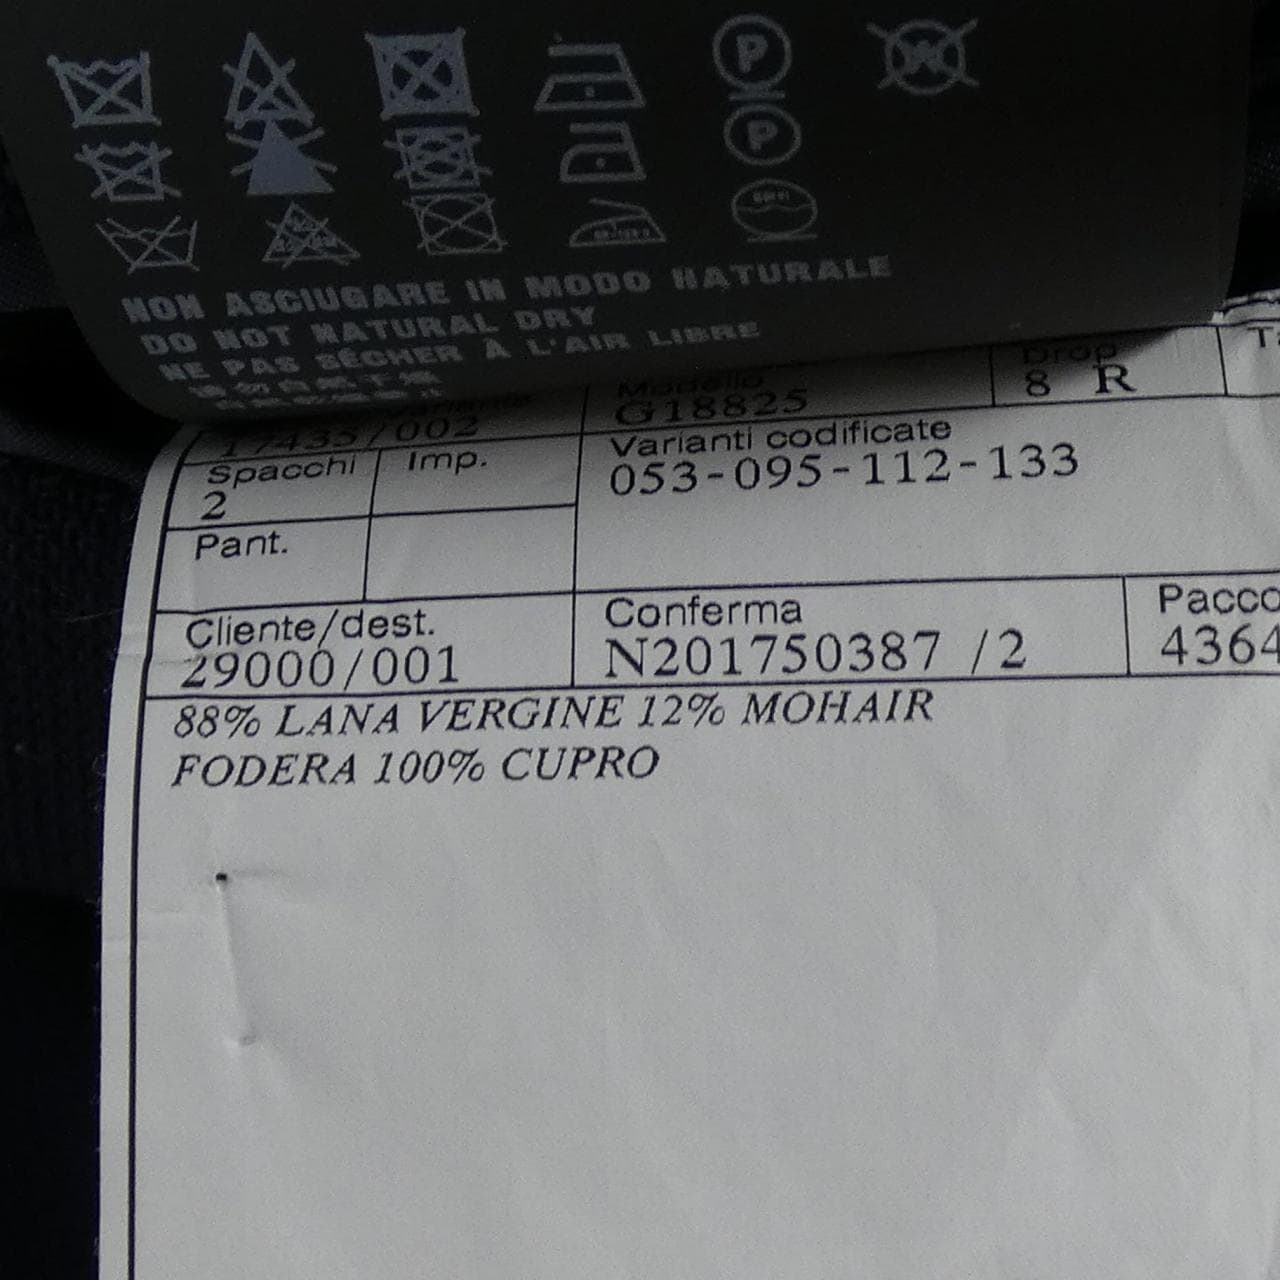 P
W
P
NON ASCIUGARE IN MODO NATURALE
DO NOT NATURAL DRY
NE PAS SÉCHER À L'AIR LIBRE
Modello
G18825
Drop
8 R
17435/002
Spacchi
2
Imp.
Varianti codificate
053-095-112-133
Pant.
Cliente/dest.
29000/001
Conferma
N201750387 /2
Pacco
4364
88% LANA VERGINE 12% MOHAIR
FODERA 100% CUPRO